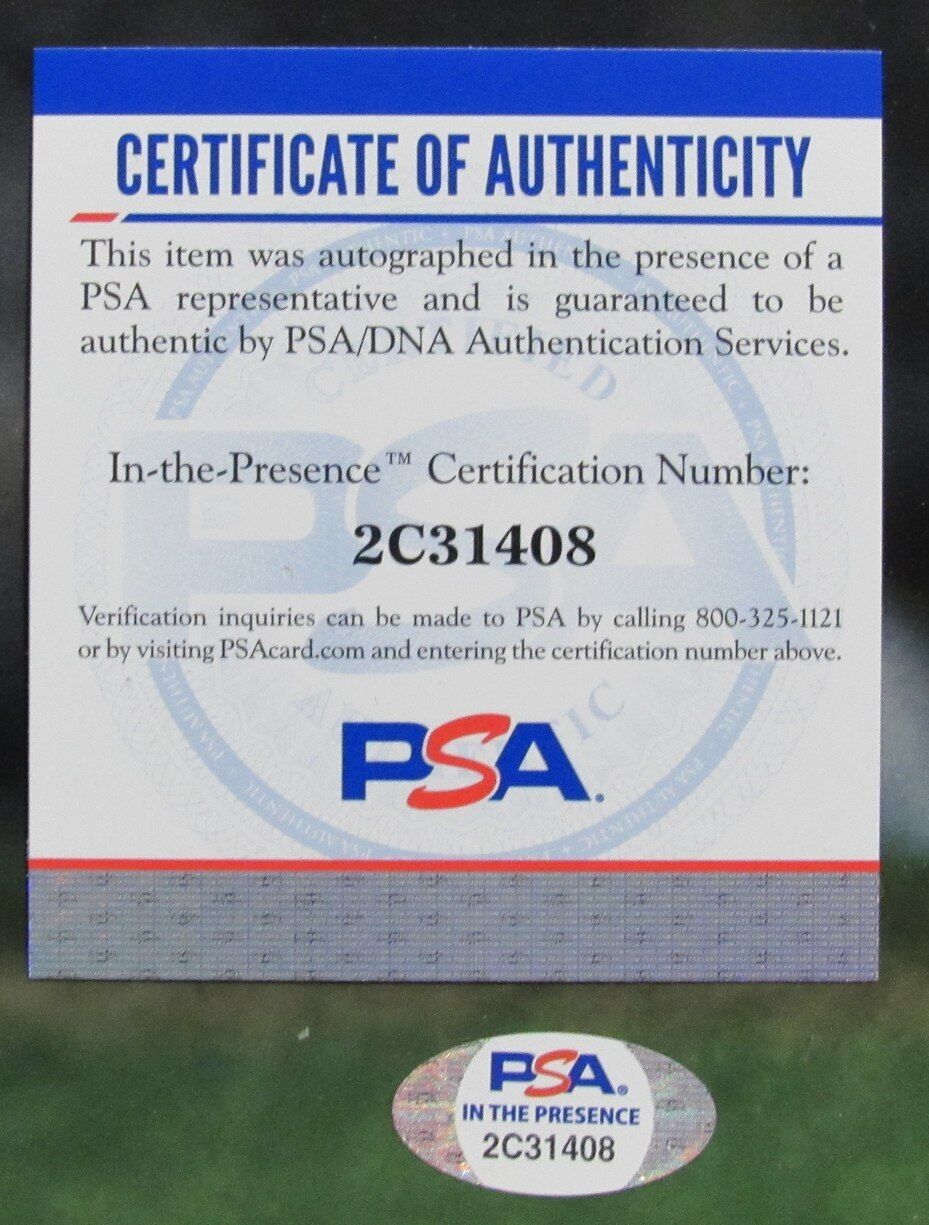 CERTIFICATE OF AUTHENTICITY
This item was autographed in the presence of a
PSA representative and is guaranteed to be
authentic by PSA/DNA Authentication Services.
In-the-Presence™ Certification Number:
2C31408
Verification inquiries can be made to PSA by calling 800-325-1121
or by visiting PSAcard.com and entering the certification number above.
PSA®
PSA®
IN THE PRESENCE
2C31408